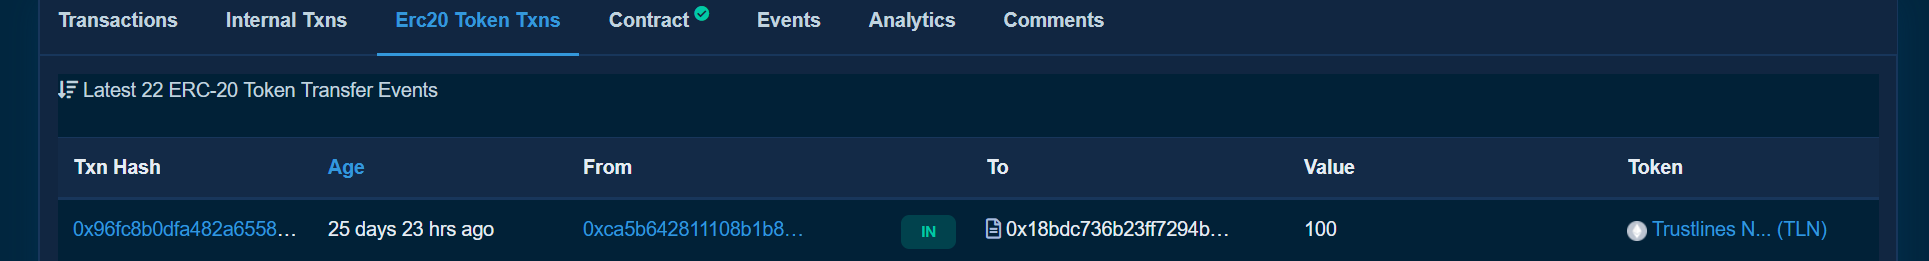 Transactions Internal Txns Erc20 Token Txns Contract Events Analytics Comments
Latest 22 ERC-20 Token Transfer Events
Txn Hash Age From To Value Token
0x96fc8b0dfa482a6558... 25 days 23 hrs ago 0xca5b642811108b1b8... IN 0x18bdc736b23ff7294b... 100 Trustlines N... (TLN)